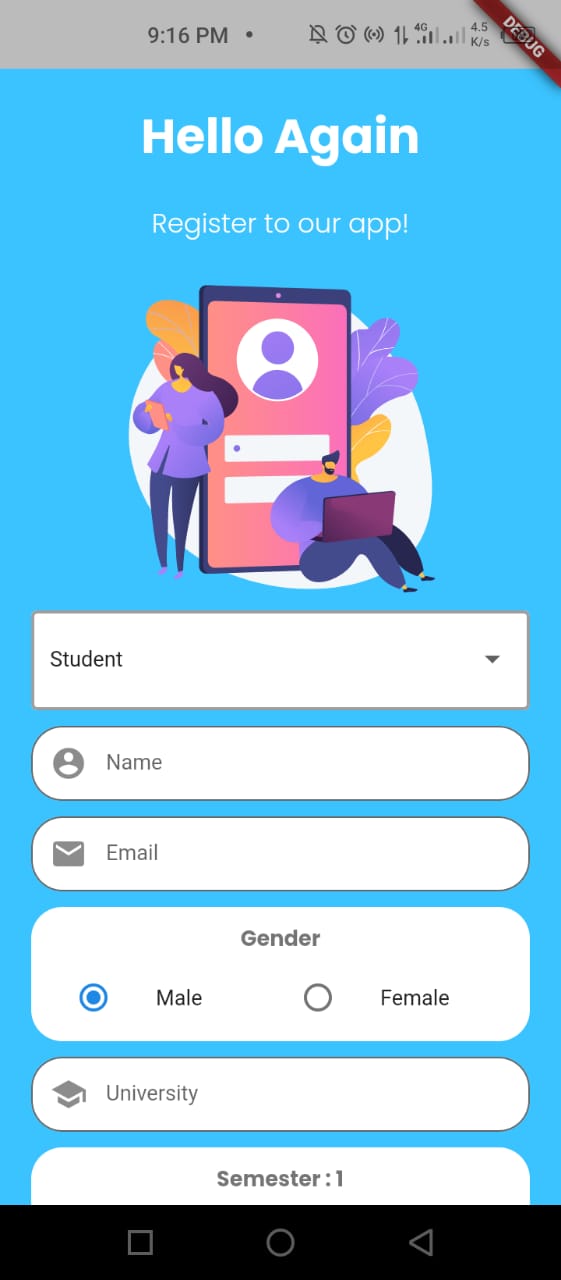 9:16 PM •
4G
4.5
K/s
DEBUG
Hello Again
Register to our app!
Student
Name
Email
Gender
Male Female
University
Semester : 1